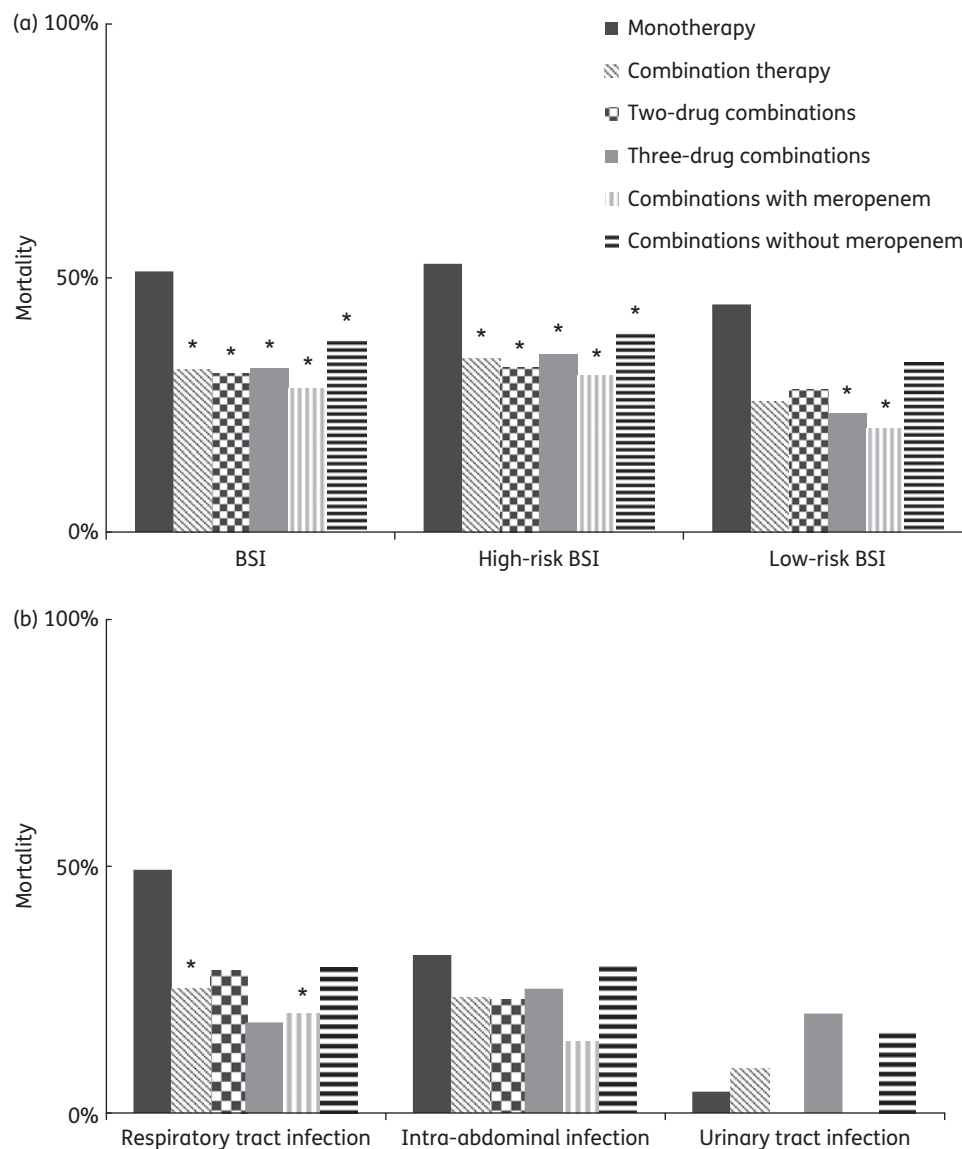 (a) 100%
Monotherapy
Combination therapy
Two-drug combinations
Three-drug combinations
Combinations with meropenem
Combinations without meropenem
Mortality
50%
* * * * *
* * * * *
* *
0%
BSI High-risk BSI Low-risk BSI
(b) 100%
Mortality
50%
* *
0%
Respiratory tract infection Intra-abdominal infection Urinary tract infection